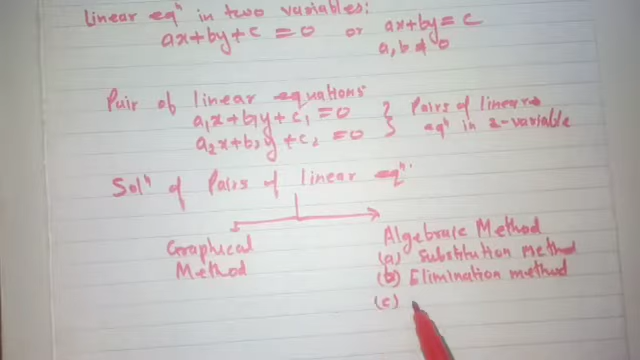 Linear eqⁿ in two variables:
ax+by+c = 0 or ax+by = c
a, b ≠ 0
Pair of linear equations
a₁x + b₁y + c₁ = 0
a₂x + b₂y + c₂ = 0
Pairs of linear
eqⁿ in 2-variable
Solⁿ of Pairs of linear eqⁿ.
Graphical
Method
Algebraic Method
(a) Substitution method
(b) Elimination method
(c)